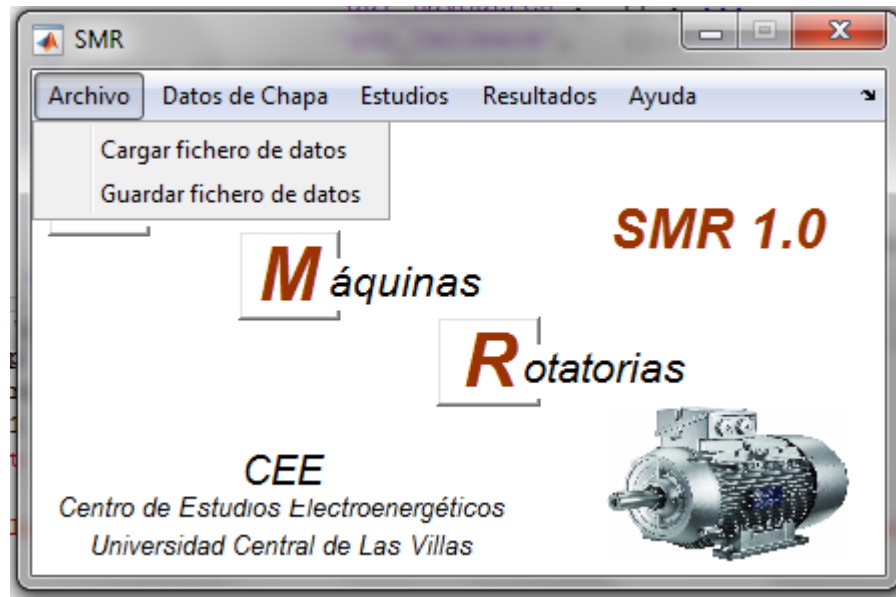 SMR
Archivo Datos de Chapa Estudios Resultados Ayuda
Cargar fichero de datos
Guardar fichero de datos
SMR 1.0
Máquinas
Rotatorias
CEE
Centro de Estudios Electroenergéticos
Universidad Central de Las Villas